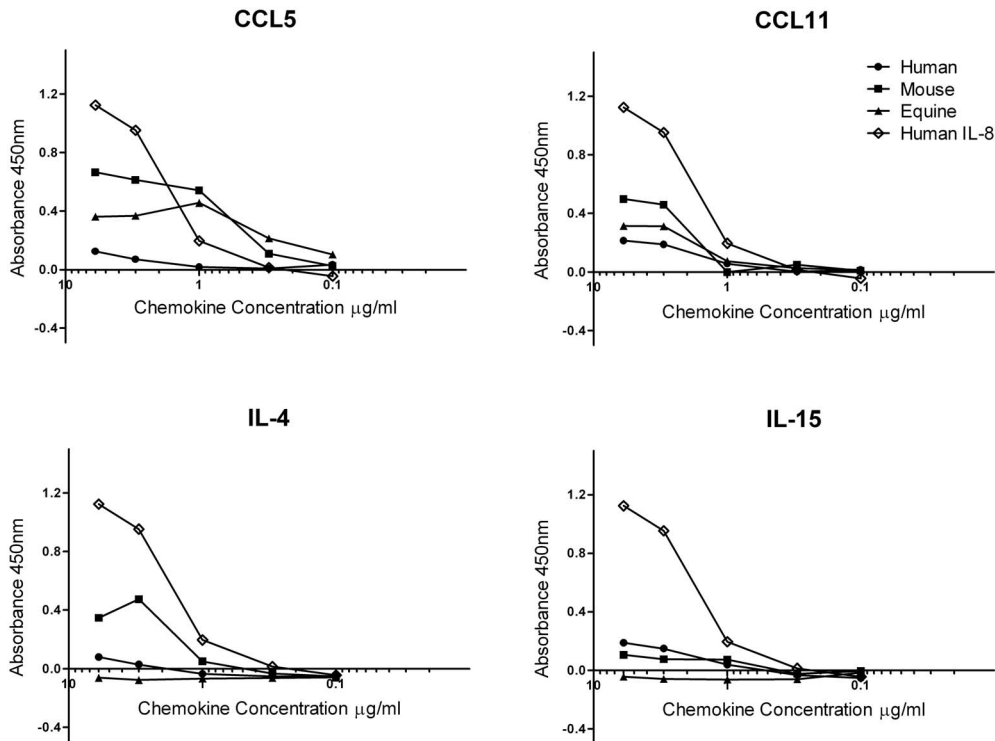 CCL5
Absorbance 450nm
1.2
0.8
0.4
0.0
-0.4
10
1
0.1
Chemokine Concentration μg/ml
CCL11
Absorbance 450nm
1.2
0.8
0.4
0.0
-0.4
10
1
0.1
Chemokine Concentration μg/ml
Human
Mouse
Equine
Human IL-8
IL-4
Absorbance 450nm
1.2
0.8
0.4
0.0
-0.4
10
1
0.1
Chemokine Concentration μg/ml
IL-15
Absorbance 450nm
1.2
0.8
0.4
0.0
-0.4
10
1
0.1
Chemokine Concentration μg/ml